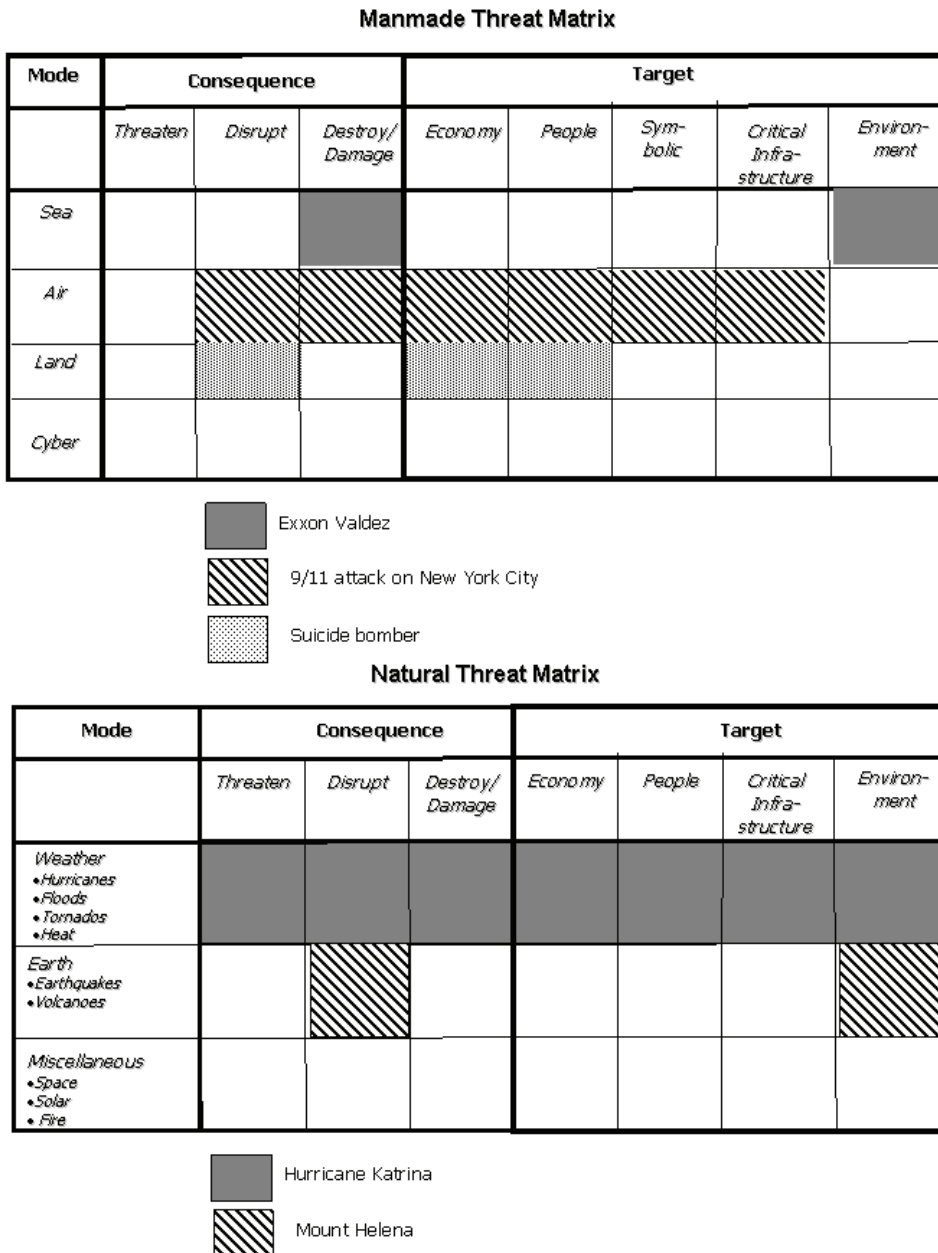 Manmade Threat Matrix
Mode Consequence Target
Threaten Disrupt Destroy/ Economy People Sym- Critical Environ-
Damage bolic Infra- ment
structure
Sea
Air
Land
Cyber
Exxon Valdez
9/11 attack on New York City
Suicide bomber
Natural Threat Matrix
Mode Consequence Target
Threaten Disrupt Destroy/ Economy People Critical Environ-
Damage Infra- ment
structure
Weather
•Hurricanes
•Floods
•Tornados
•Heat
Earth
•Earthquakes
•Volcanoes
Miscellaneous
•Space
•Solar
• Fire
Hurricane Katrina
Mount Helena